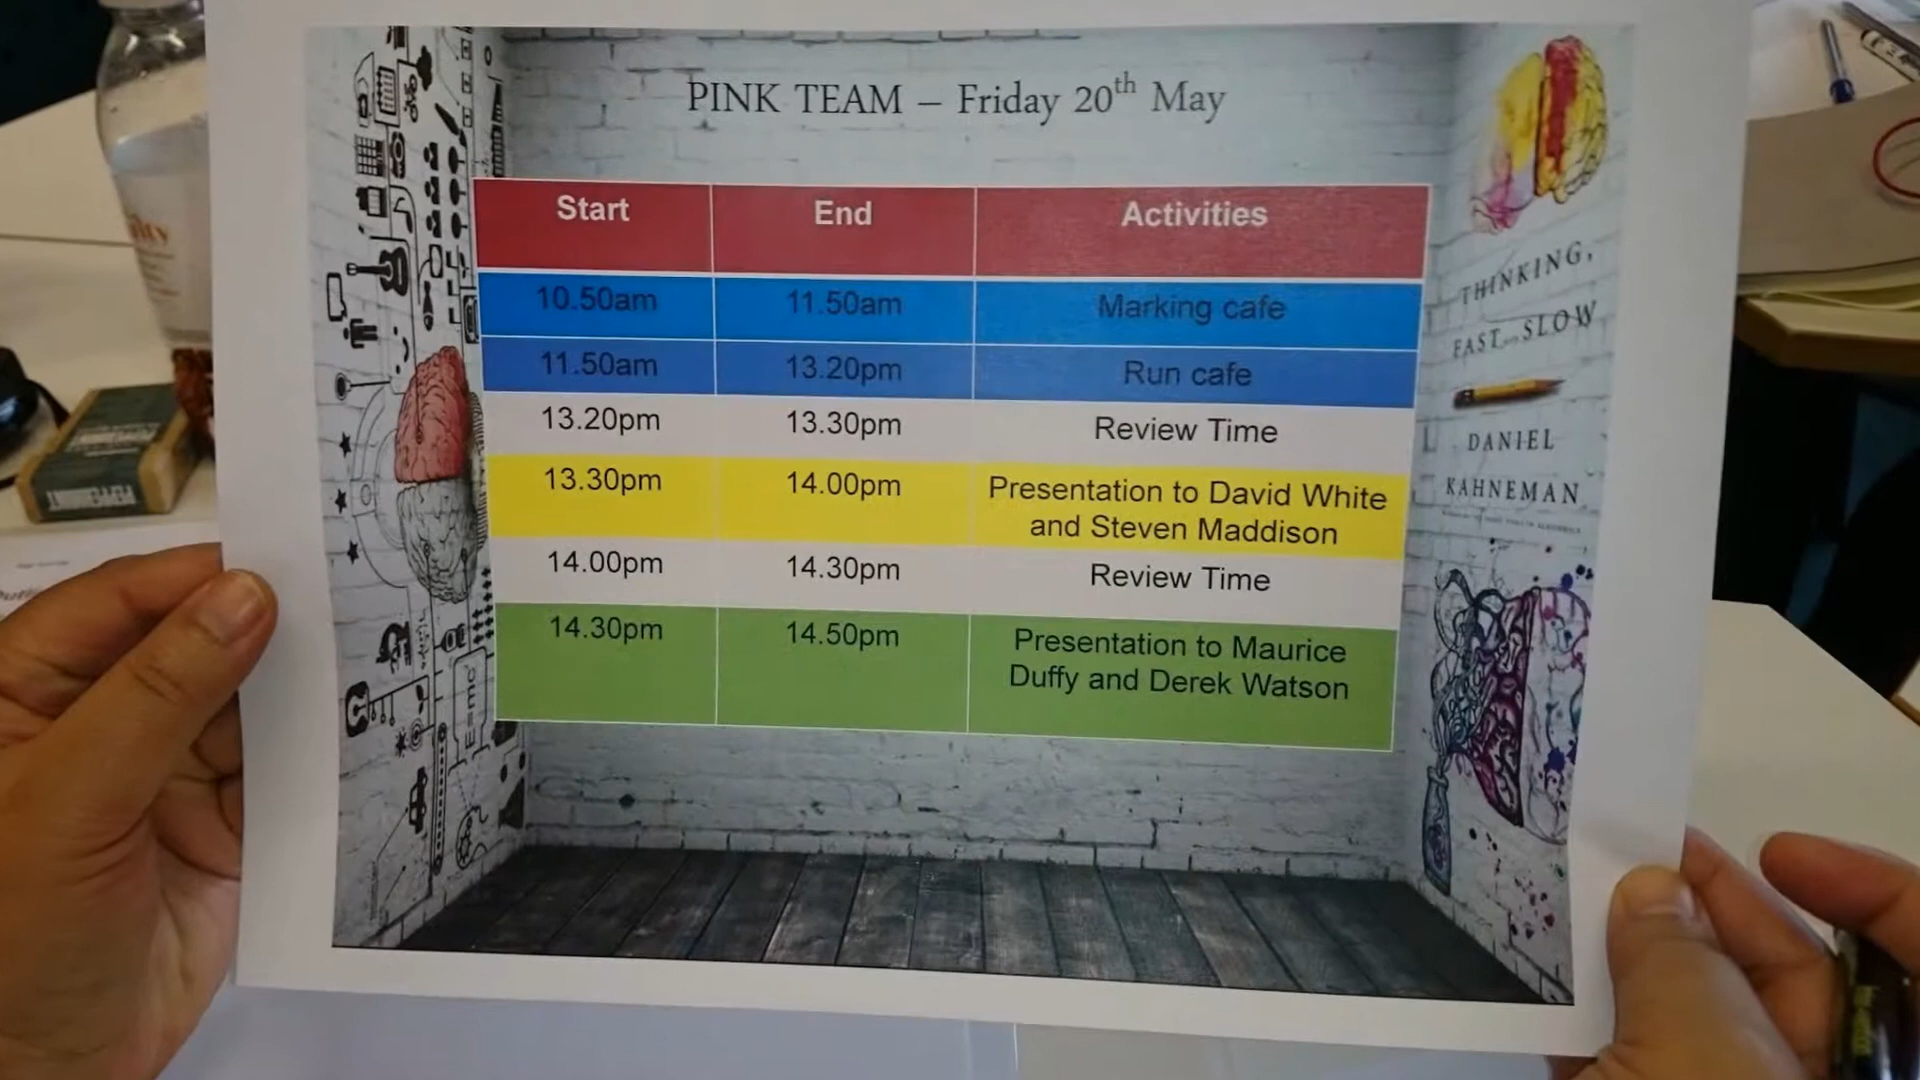 PINK TEAM – Friday 20th May
Start End Activities
10.50am 11.50am Marking cafe
11.50am 13.20pm Run cafe
13.20pm 13.30pm Review Time
13.30pm 14.00pm Presentation to David White
and Steven Maddison
14.00pm 14.30pm Review Time
14.30pm 14.50pm Presentation to Maurice
Duffy and Derek Watson
THINKING,
FAST AND SLOW
DANIEL
KAHNEMAN
E=mc²
PEPPERMINT